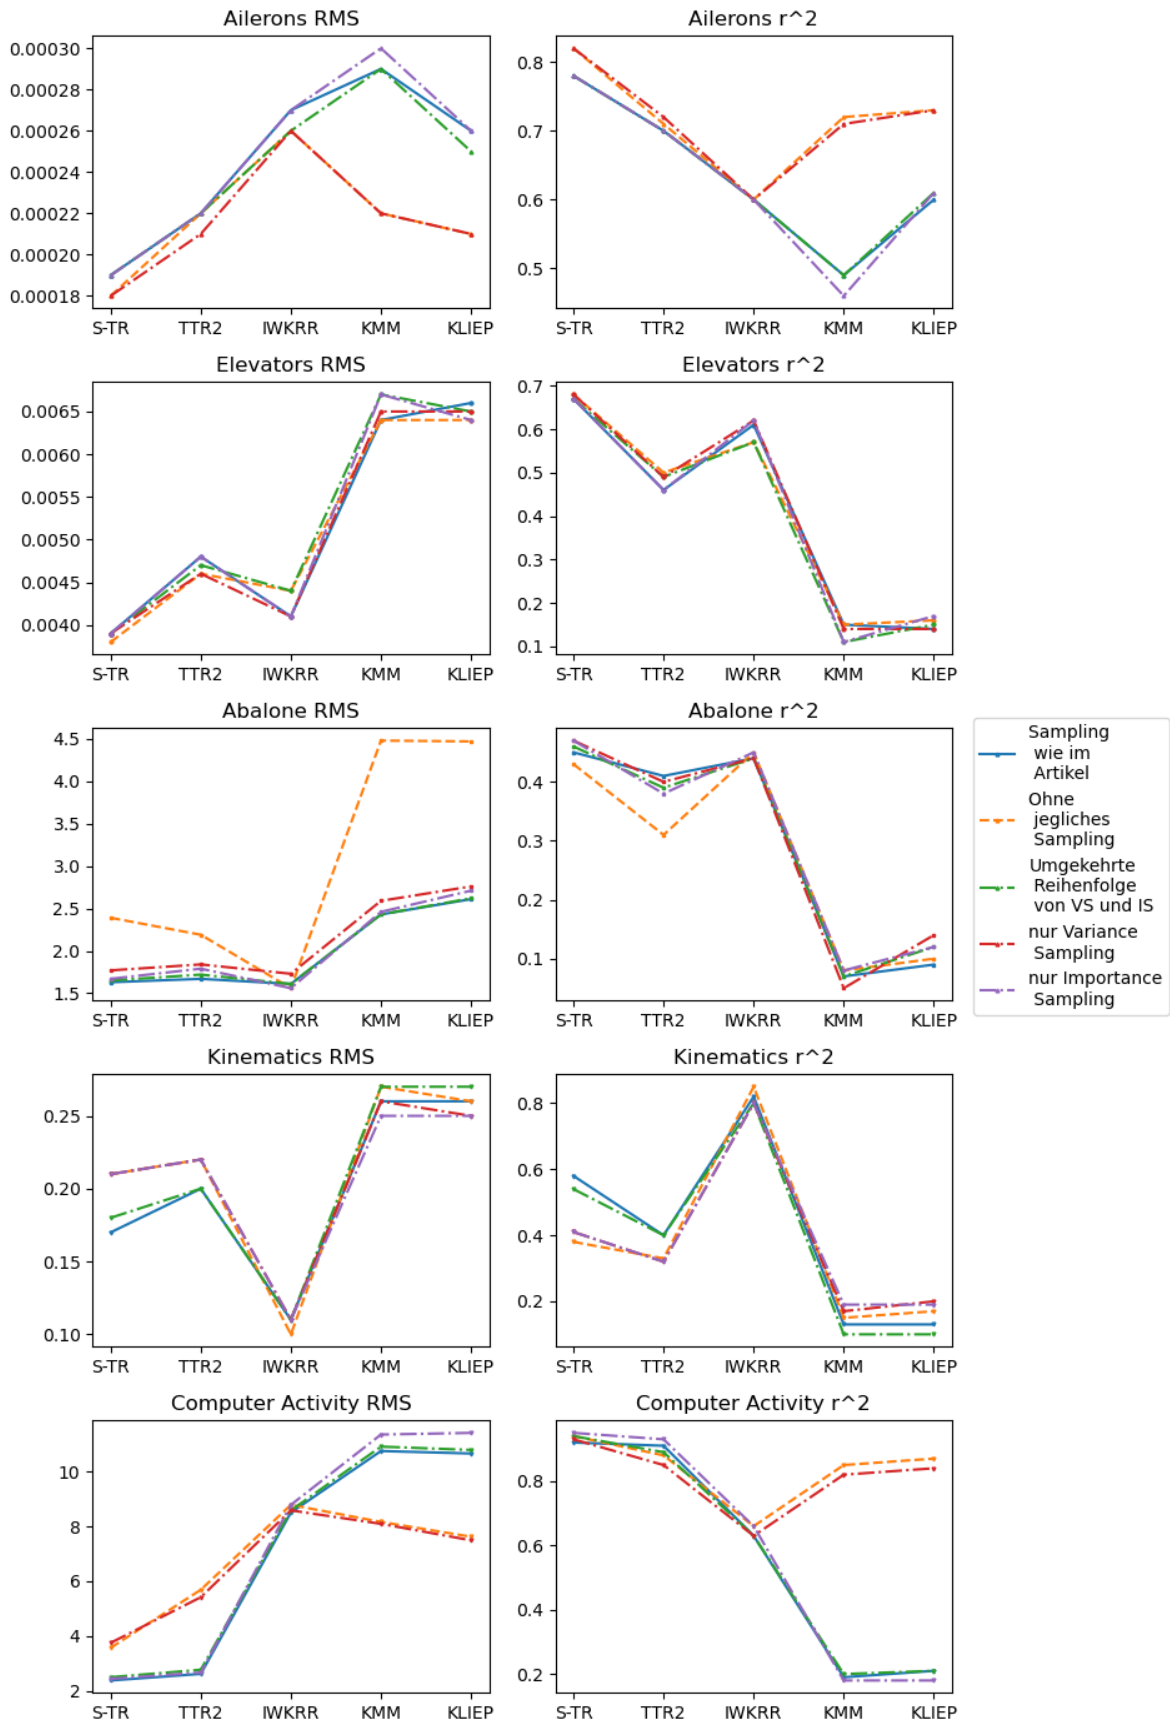 Ailerons RMS
0.00030
0.00028
0.00026
0.00024
0.00022
0.00020
0.00018
S-TR TTR2 IWKRR KMM KLIEP
Ailerons r^2
0.8
0.7
0.6
0.5
S-TR TTR2 IWKRR KMM KLIEP
Elevators RMS
0.0065
0.0060
0.0055
0.0050
0.0045
0.0040
S-TR TTR2 IWKRR KMM KLIEP
Elevators r^2
0.7
0.6
0.5
0.4
0.3
0.2
0.1
S-TR TTR2 IWKRR KMM KLIEP
Abalone RMS
4.5
4.0
3.5
3.0
2.5
2.0
1.5
S-TR TTR2 IWKRR KMM KLIEP
Abalone r^2
0.4
0.3
0.2
0.1
S-TR TTR2 IWKRR KMM KLIEP
Sampling
wie im
Artikel
Ohne
jegliches
Sampling
Umgekehrte
Reihenfolge
von VS und IS
nur Variance
Sampling
nur Importance
Sampling
Kinematics RMS
0.25
0.20
0.15
0.10
S-TR TTR2 IWKRR KMM KLIEP
Kinematics r^2
0.8
0.6
0.4
0.2
S-TR TTR2 IWKRR KMM KLIEP
Computer Activity RMS
10
8
6
4
2
S-TR TTR2 IWKRR KMM KLIEP
Computer Activity r^2
0.8
0.6
0.4
0.2
S-TR TTR2 IWKRR KMM KLIEP